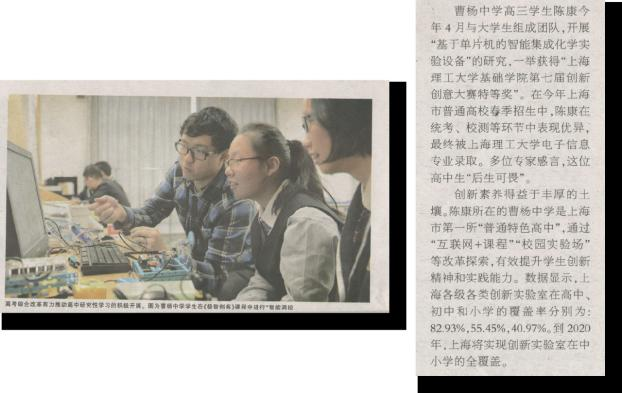 高考综合改革有力推动高中研究性学习的积极开展。图为曹杨中学学生在《极智创客》课程中进行“智能调控
曹杨中学高三学生陈康今
年4月与大学生组成团队,开展
“基于单片机的智能集成化学实
验设备”的研究,一举获得“上海
理工大学基础学院第七届创新
创意大赛特等奖”。在今年上海
市普通高校春季招生中,陈康在
统考、校测等环节中表现优异,
最终被上海理工大学电子信息
专业录取。多位专家感言,这位
高中生“后生可畏”。
创新素养得益于丰厚的土
壤。陈康所在的曹杨中学是上海
市第一所“普通特色高中”,通过
“互联网+课程”“校园实验场”
等改革探索,有效提升学生创新
精神和实践能力。数据显示,上
海各级各类创新实验室在高中、
初中和小学的覆盖率分别为:
82.93%,55.45%,40.97%。到2020
年,上海将实现创新实验室在中
小学的全覆盖。